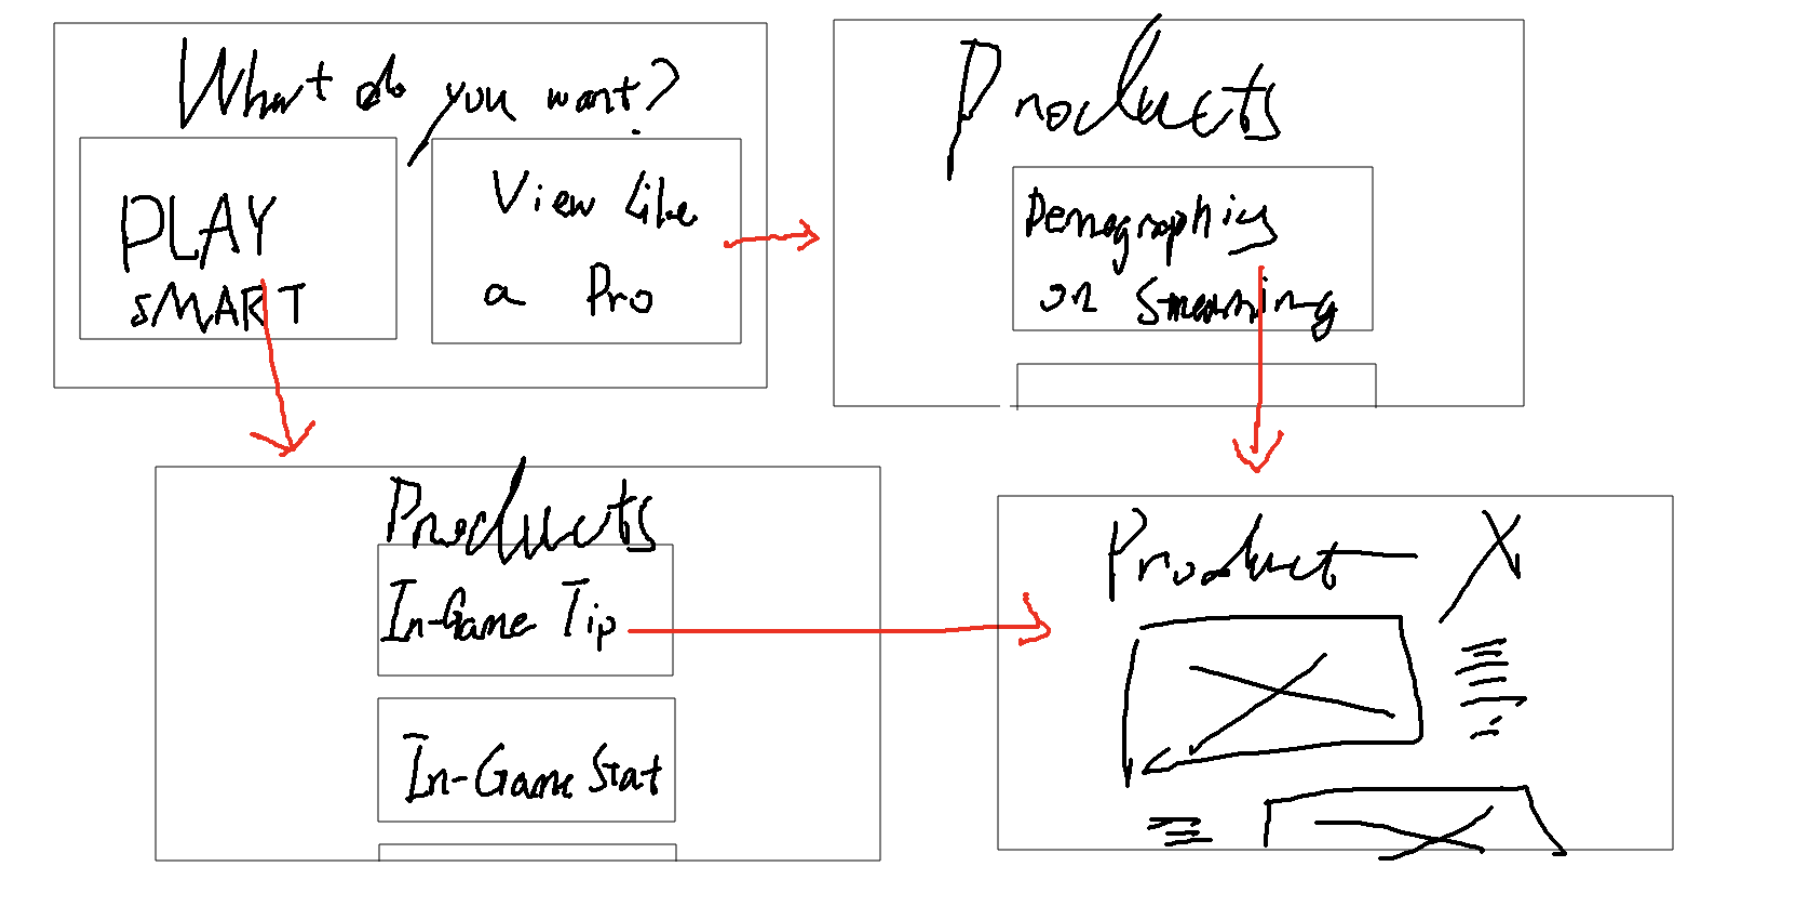 What do you want?
PLAY
SMART
View like
a Pro
Products
Demographics
on Streaming
Products
In-Game Tip
In-Game Stat
Product X